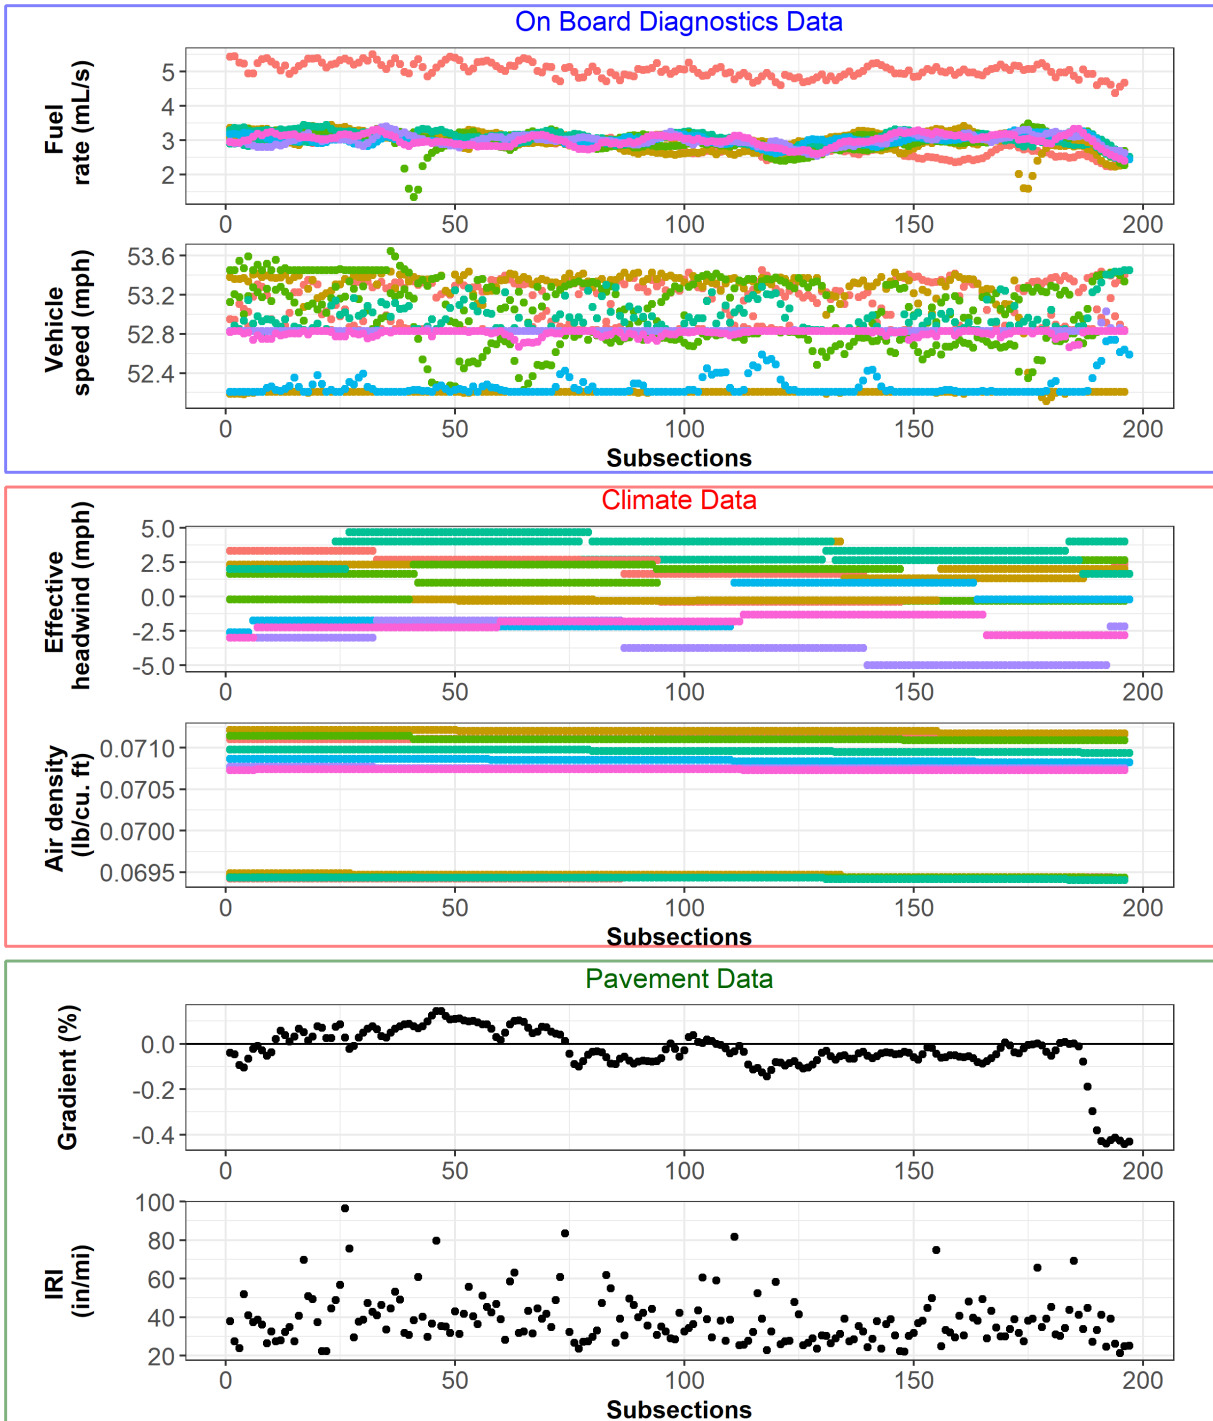 On Board Diagnostics Data
Fuel
rate (mL/s)
5
4
3
2
0 50 100 150 200
Vehicle
speed (mph)
53.6
53.2
52.8
52.4
0 50 100 150 200
Subsections
Climate Data
Effective
headwind (mph)
5.0
2.5
0.0
-2.5
-5.0
0 50 100 150 200
Air density
(lb/cu. ft)
0.0710
0.0705
0.0700
0.0695
0 50 100 150 200
Subsections
Pavement Data
Gradient (%)
0.0
-0.2
-0.4
0 50 100 150 200
IRI
(in/mi)
100
80
60
40
20
0 50 100 150 200
Subsections